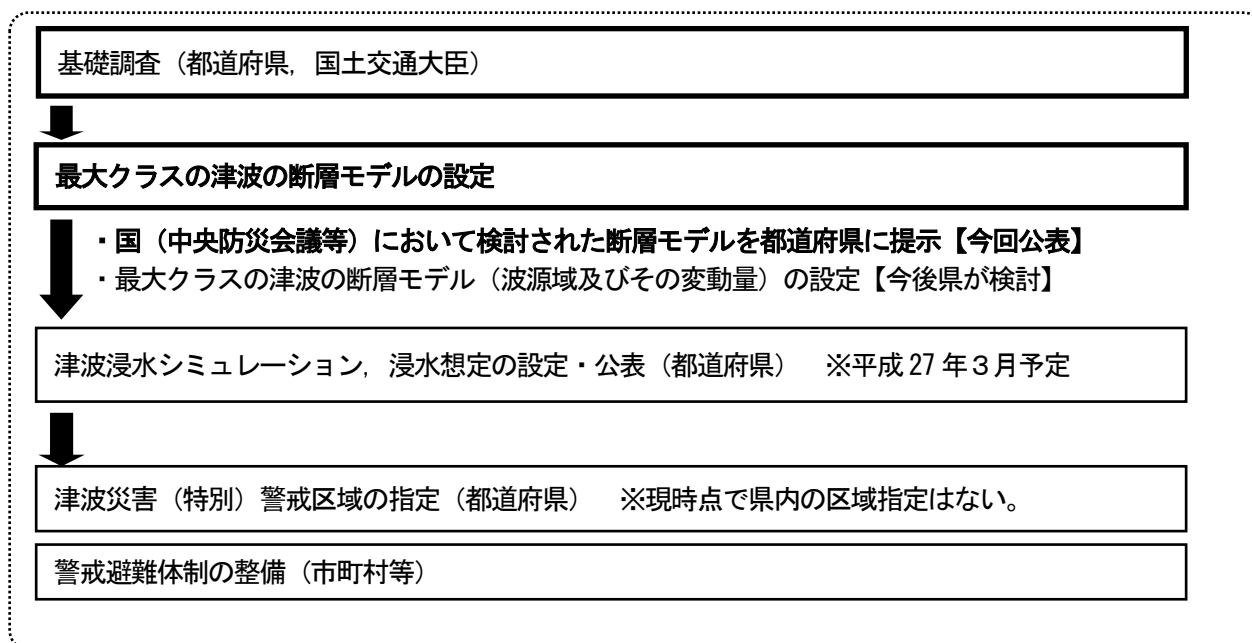 基礎調査（都道府県，国土交通大臣）
最大クラスの津波の断層モデルの設定
・国（中央防災会議等）において検討された断層モデルを都道府県に提示【今回公表】
・最大クラスの津波の断層モデル（波源域及びその変動量）の設定【今後県が検討】
津波浸水シミュレーション，浸水想定の設定・公表（都道府県）　※平成27年３月予定
津波災害（特別）警戒区域の指定（都道府県）　※現時点で県内の区域指定はない。
警戒避難体制の整備（市町村等）